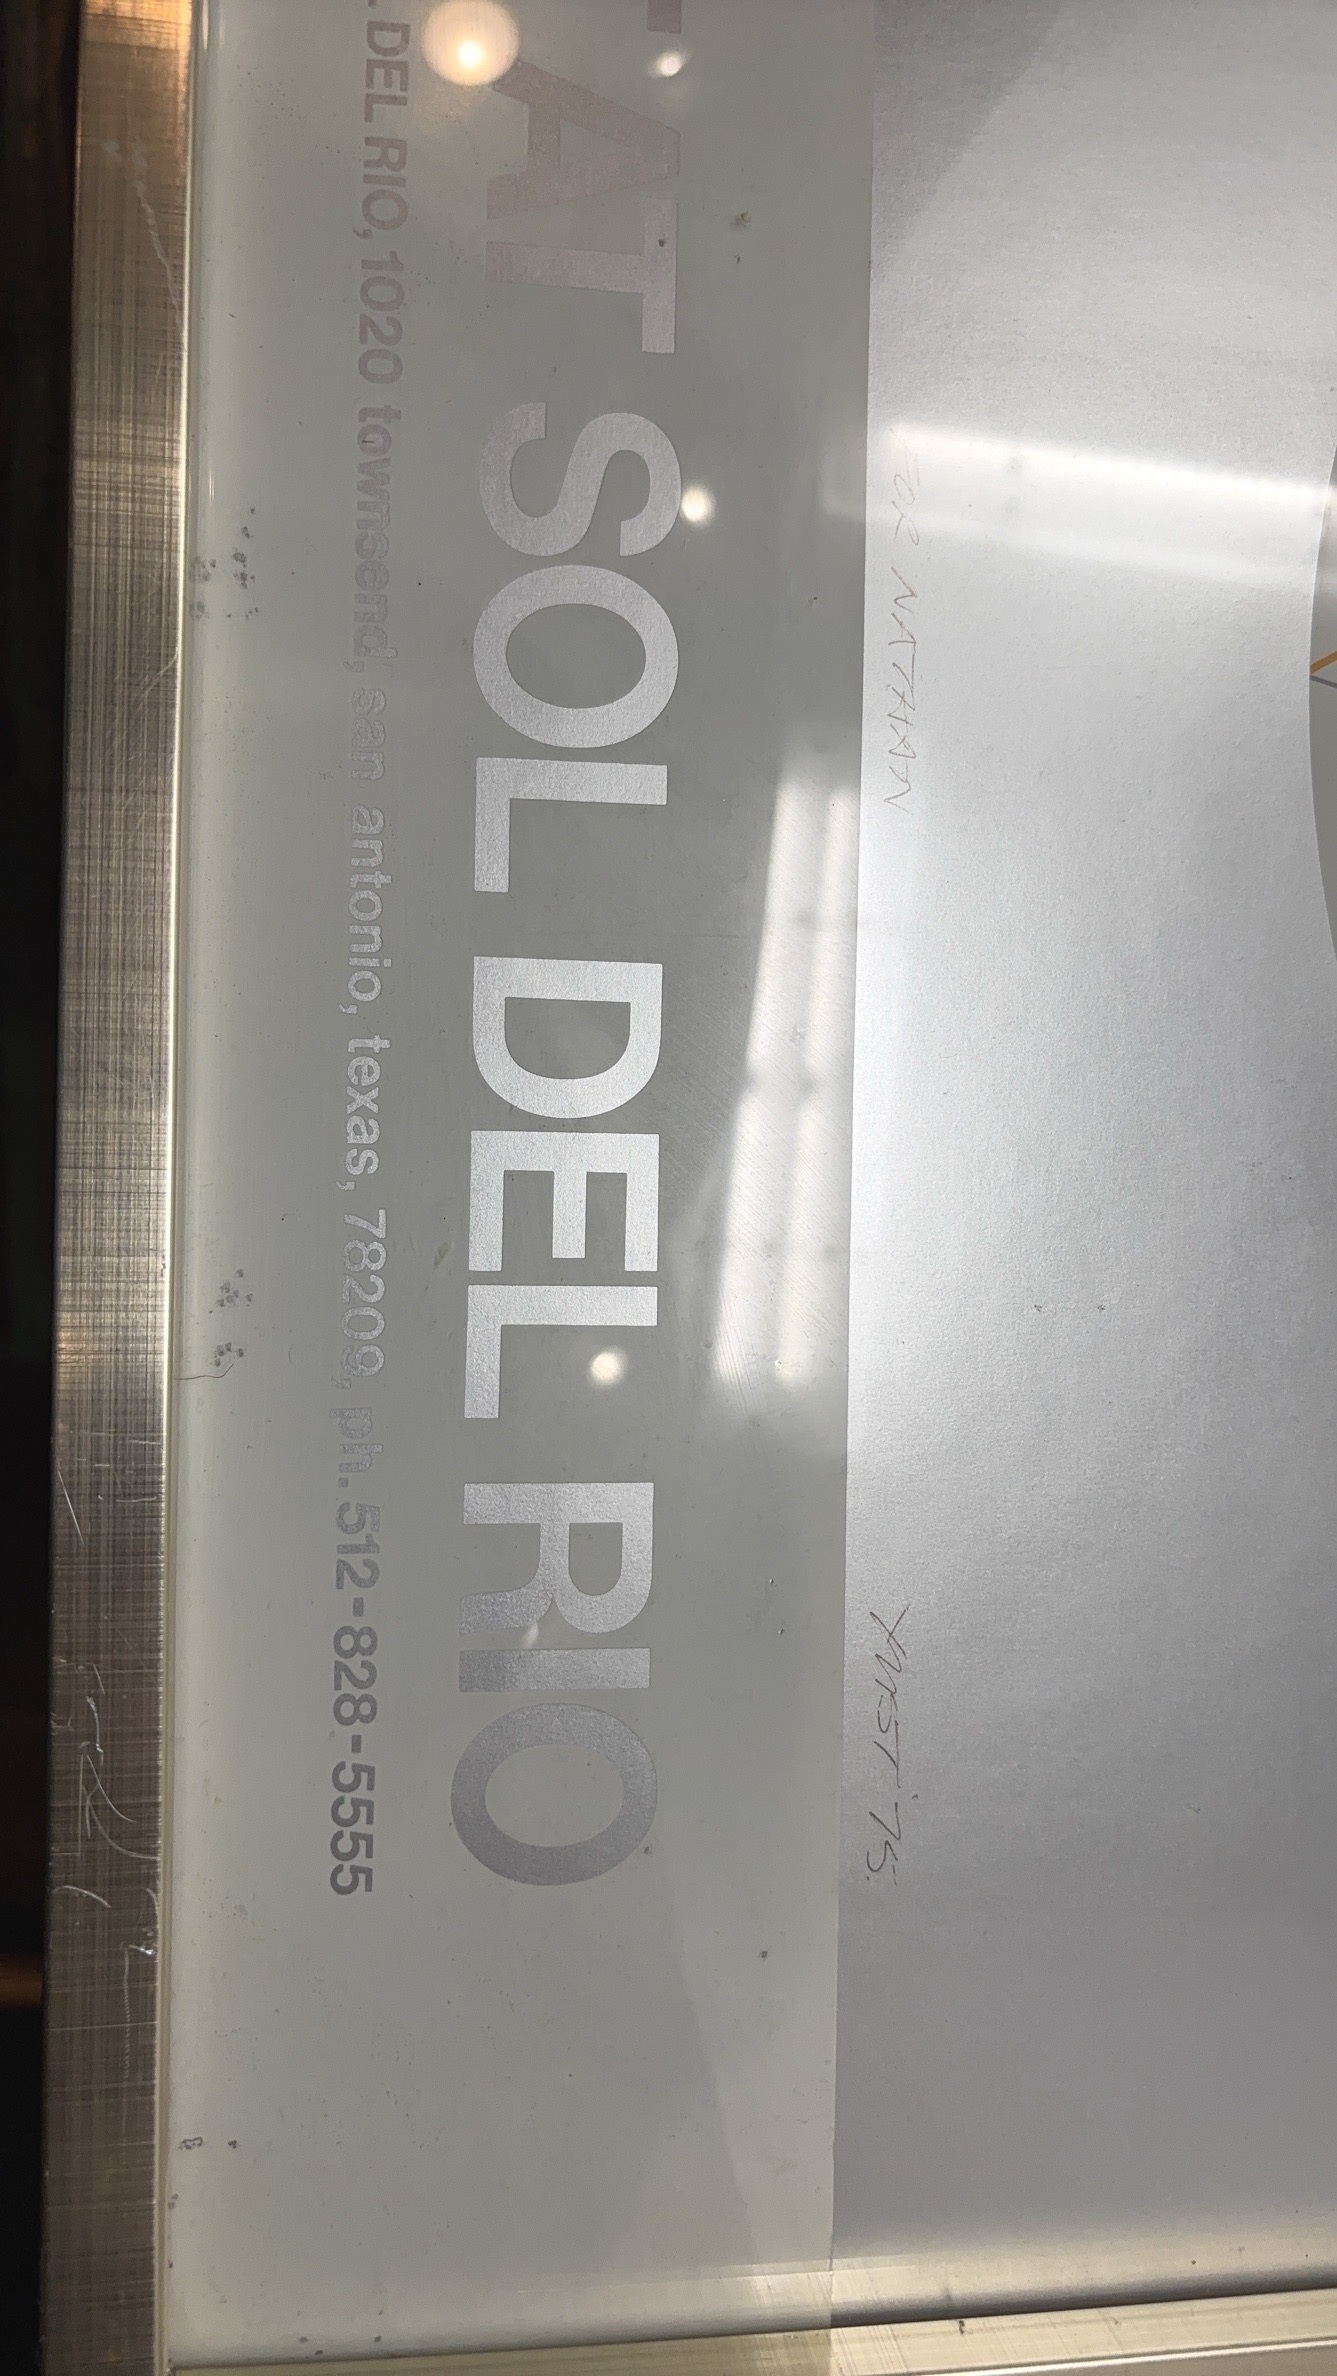 FOR NATHAN
AT SOL DEL RIO
DEL RIO, 1020 townsend, san antonio, texas, 78209, ph. 512-828-5555